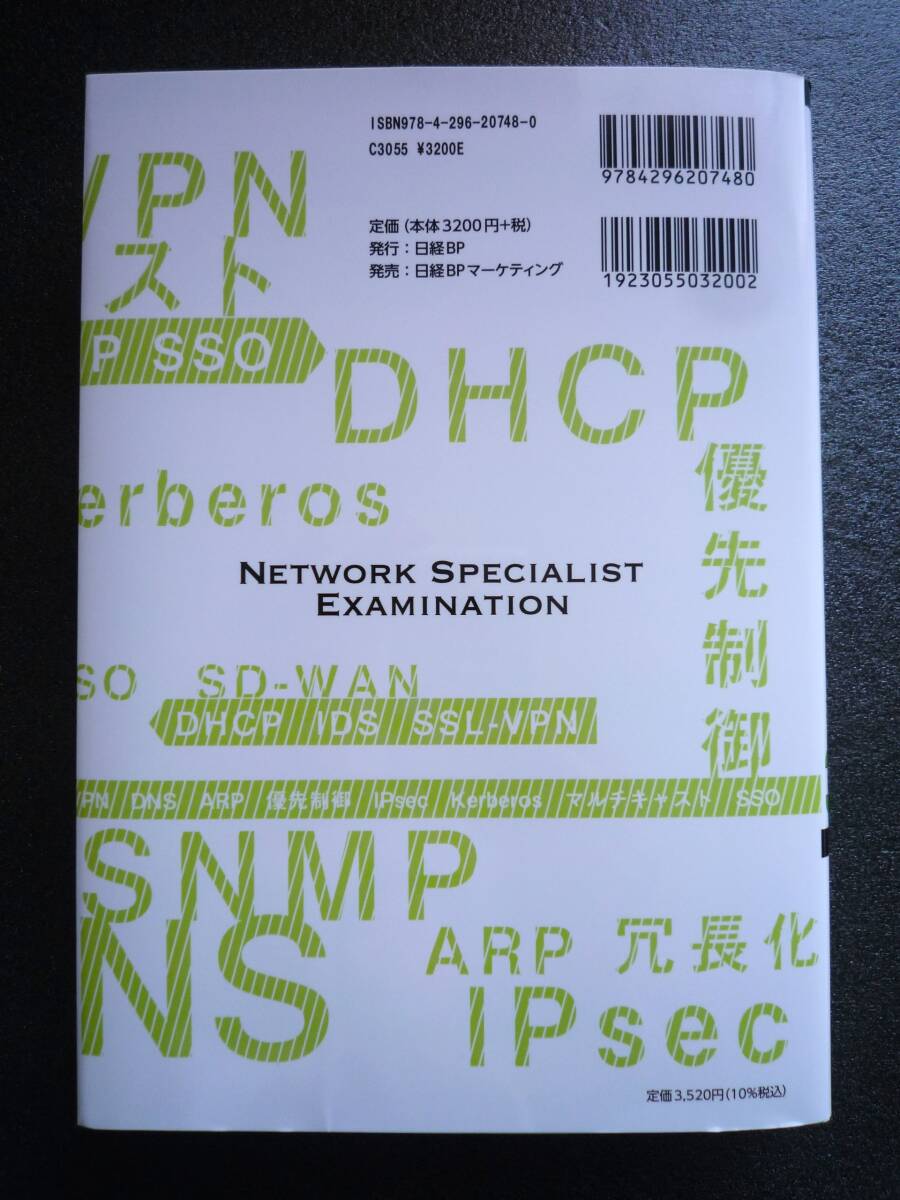 ISBN978-4-296-20748-0
C3055 ¥3200E
9784296207480
定価（本体3200円+税）
発行：日経BP
発売：日経BPマーケティング
1923055032002
VPN
スト
P SSO
DHCP
erberos
優先制御
NETWORK SPECIALIST
EXAMINATION
SO SD-WAN
DHCP IDS SSL-VPN
VPN DNS ARP 優先制御 IPsec Kerberos マルチキャスト SSO
SNMP
NS
ARP 冗長化
IPsec
定価3,520円（10%税込）